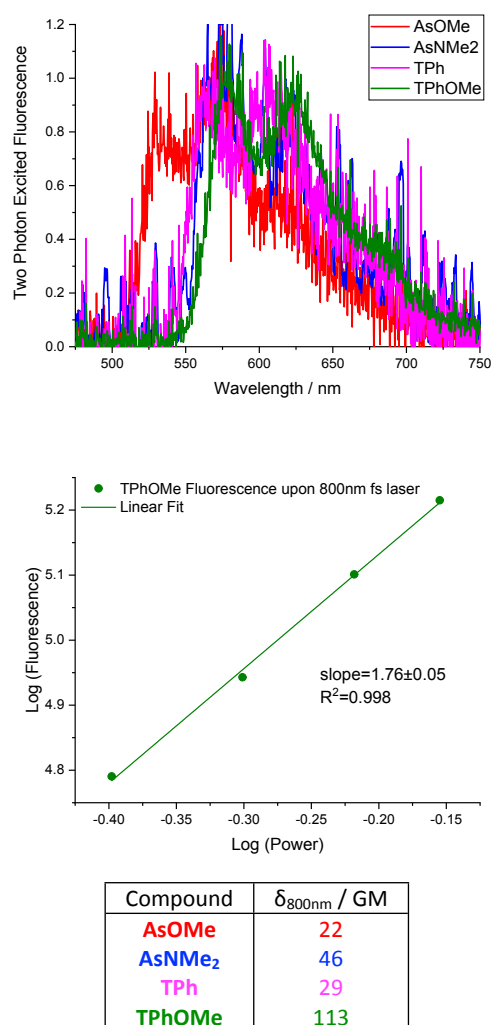 Two Photon Excited Fluorescence
1.2
1.0
0.8
0.6
0.4
0.2
0.0
AsOMe
AsNMe2
TPh
TPhOMe
500 550 600 650 700 750
Wavelength / nm
Log (Fluorescence)
5.2
5.1
5.0
4.9
4.8
TPhOMe Fluorescence upon 800nm fs laser
Linear Fit
slope=1.76±0.05
R²=0.998
-0.40 -0.35 -0.30 -0.25 -0.20 -0.15
Log (Power)
Compound δ₈₀₀ₙₘ / GM
AsOMe 22
AsNMe₂ 46
TPh 29
TPhOMe 113